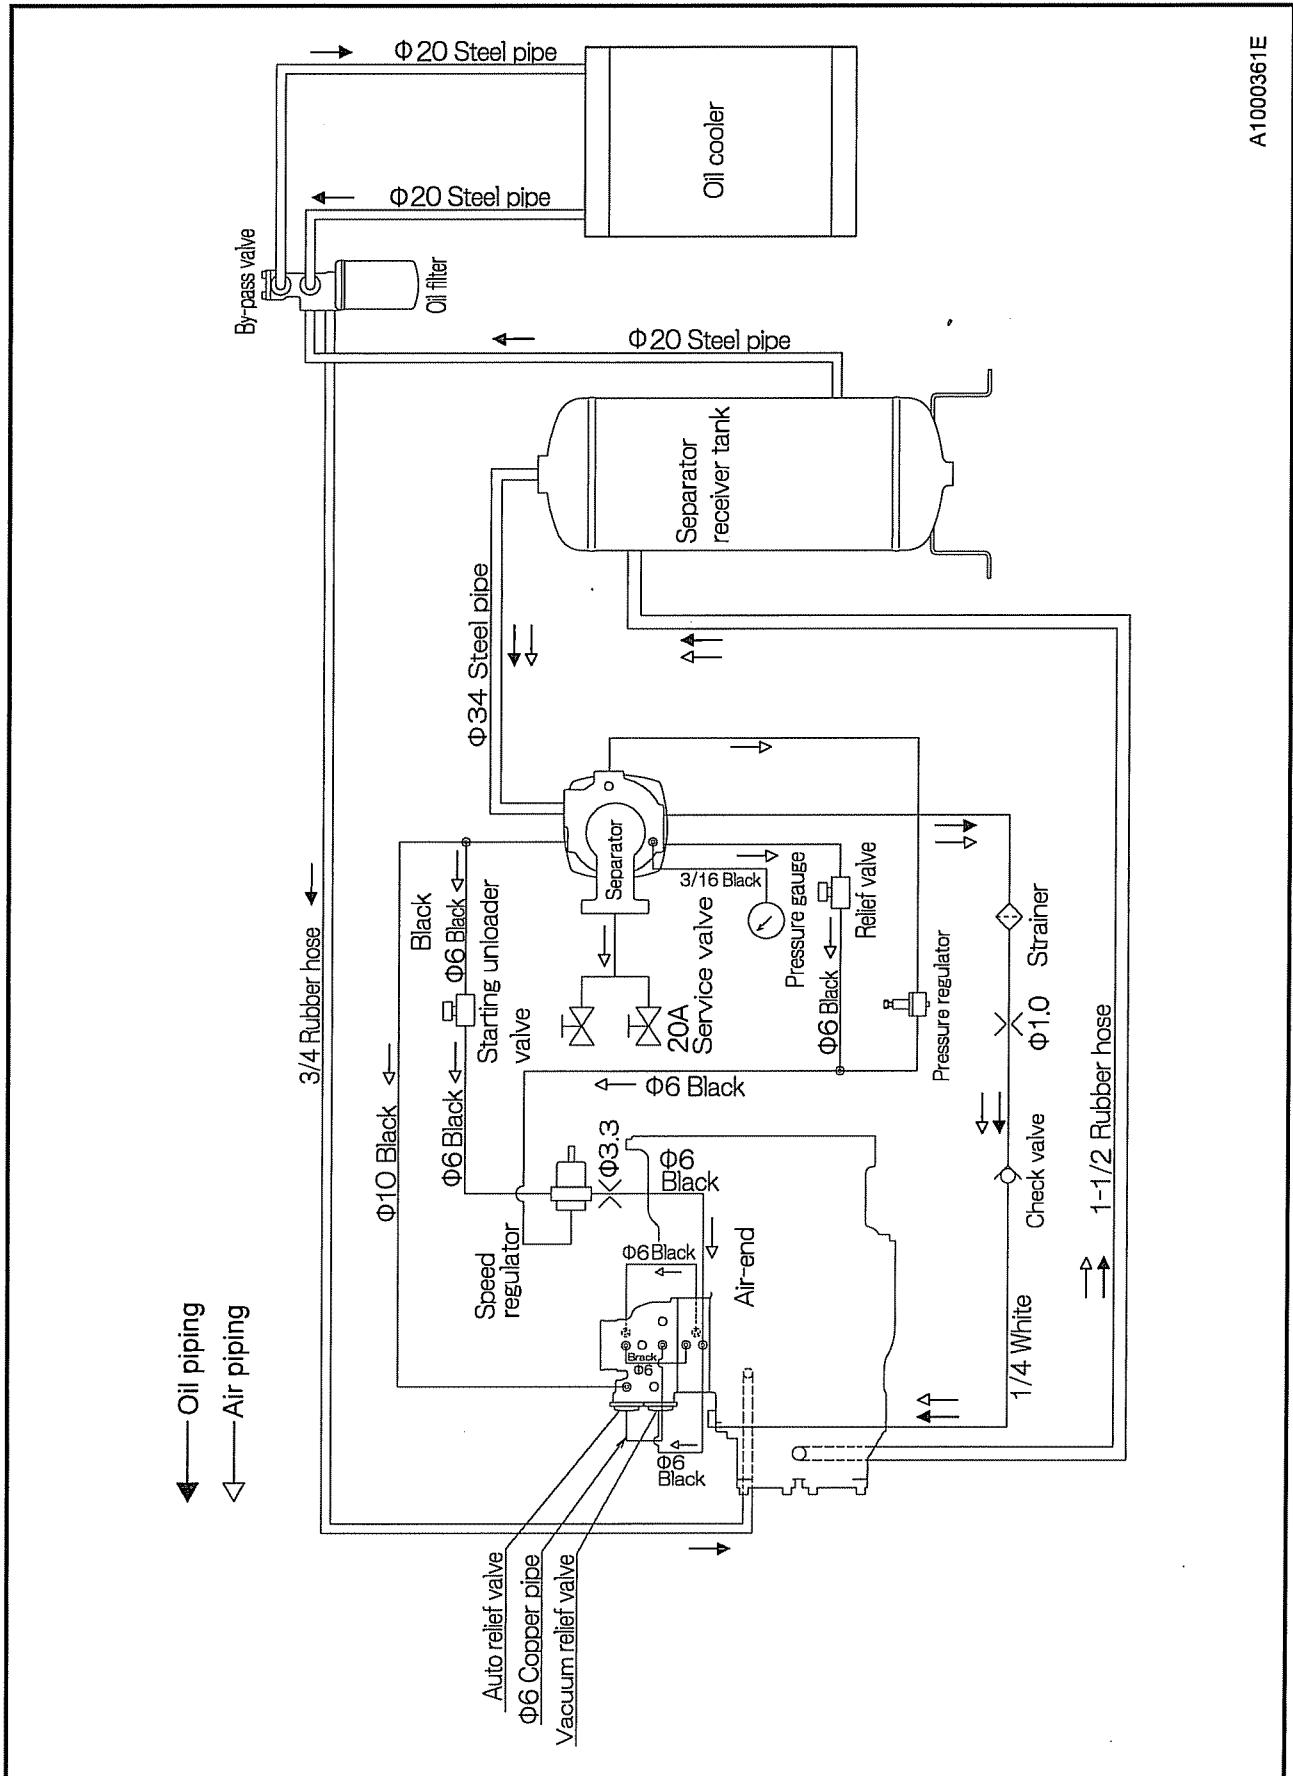 Oil piping
Air piping
Auto relief valve
Φ6 Copper pipe
Vacuum relief valve
3/4 Rubber hose
Φ10 Black
Black
Φ6 Black
Φ6 Black
Starting unloader
valve
Speed
regulator
Φ3.3
Φ6
Black
Φ6 Black
Brack
Φ6
Φ6
Black
Air-end
Φ6 Black
20A
Service valve
Separator
3/16 Black
Pressure gauge
Φ6 Black
Relief valve
Pressure regulator
Strainer
Φ1.0
Check valve
1/4 White
1-1/2 Rubber hose
Φ34 Steel pipe
Separator
receiver tank
Φ20 Steel pipe
By-pass valve
Oil filter
Φ20 Steel pipe
Φ20 Steel pipe
Oil cooler
A1000361E